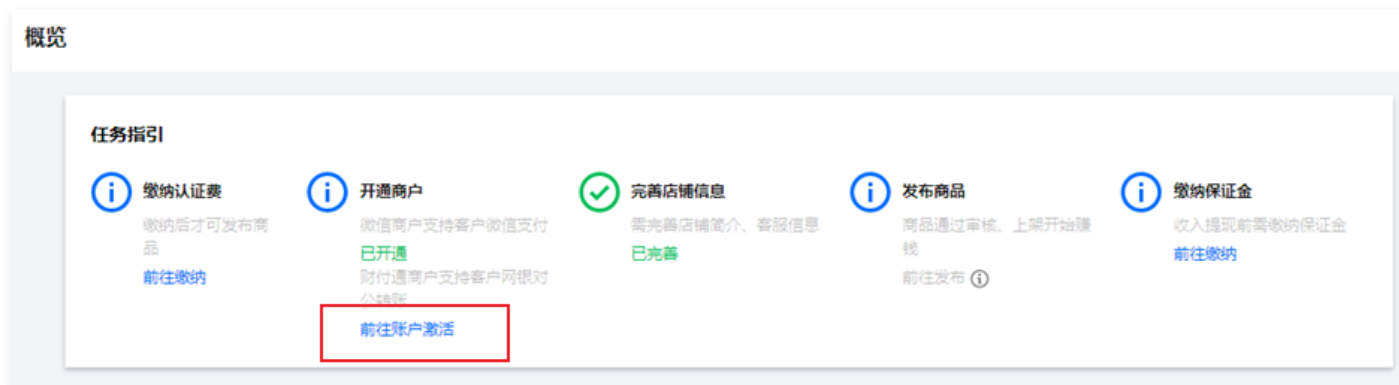 概览
任务指引
缴纳认证费
缴纳后才可发布商
品
前往缴纳
开通商户
微信商户支持客户微信支付
已开通
财付通商户支持客户网银对
公转账
前往账户激活
完善店铺信息
需完善店铺简介、客服信息
已完善
发布商品
商品通过审核、上架开始赚
钱
前往发布
缴纳保证金
收入提现前需缴纳保证金
前往缴纳